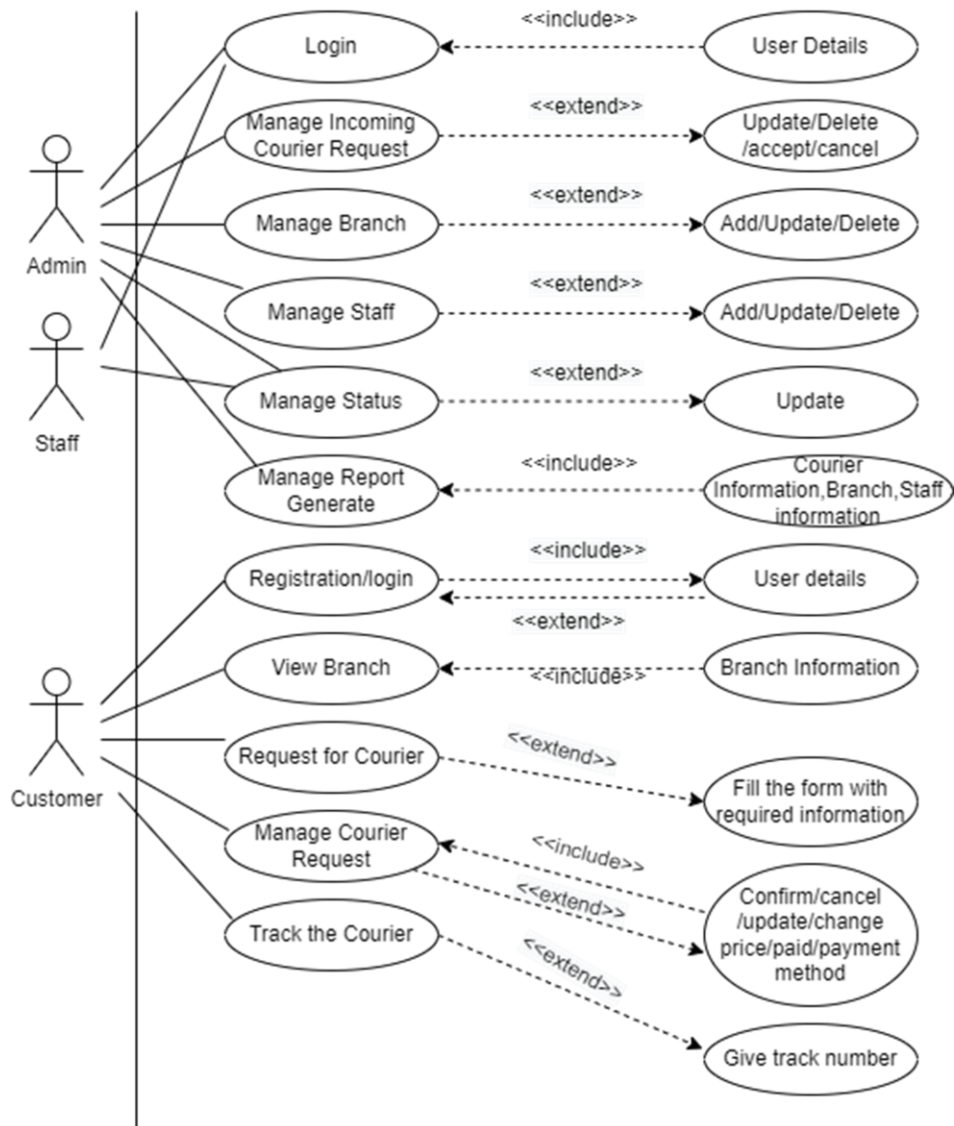 Login
<<include>>
User Details
Manage Incoming
Courier Request
<<extend>>
Update/Delete
/accept/cancel
Admin
Manage Branch
<<extend>>
Add/Update/Delete
Manage Staff
<<extend>>
Add/Update/Delete
Staff
Manage Status
<<extend>>
Update
Manage Report
Generate
<<include>>
Courier
Information,Branch,Staff
information
Registration/login
<<include>>
User details
<<extend>>
View Branch
<<include>>
Branch Information
Customer
Request for Courier
<<extend>>
Fill the form with
required information
Manage Courier
Request
<<include>>
<<extend>>
Confirm/cancel
/update/change
price/paid/payment
method
Track the Courier
<<extend>>
Give track number